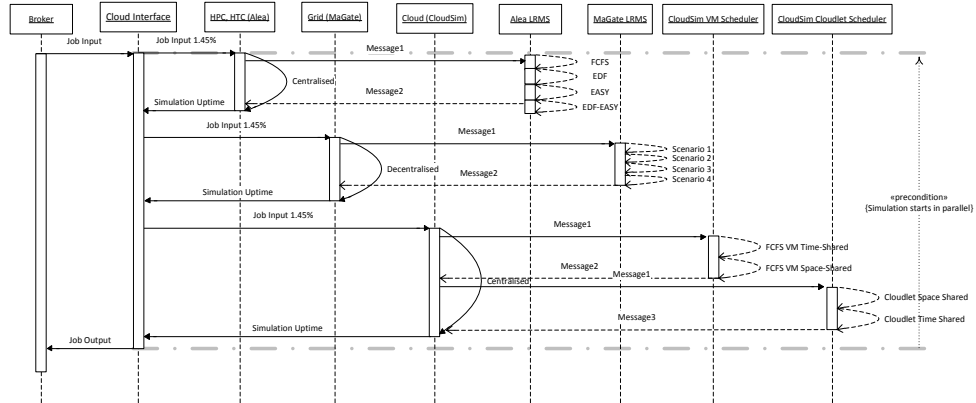 Broker
Cloud Interface
HPC, HTC (Alea)
Grid (MaGate)
Cloud (CloudSim)
Alea LRMS
MaGate LRMS
CloudSim VM Scheduler
CloudSim Cloudlet Scheduler
Job Input
Job Input 1.45%
Message1
FCFS
EDF
Centralised
EASY
Message2
EDF-EASY
Simulation Uptime
Job Input 1.45%
Message1
Scenario 1
Scenario 2
Decentralised
Scenario 3
Message2
Scenario 4
Simulation Uptime
«precondition»
{Simulation starts in parallel}
Job Input 1.45%
Message1
FCFS VM Time-Shared
Message2
FCFS VM Space-Shared
Message1
Centralised
Cloudlet Space Shared
Message3
Cloudlet Time Shared
Simulation Uptime
Job Output